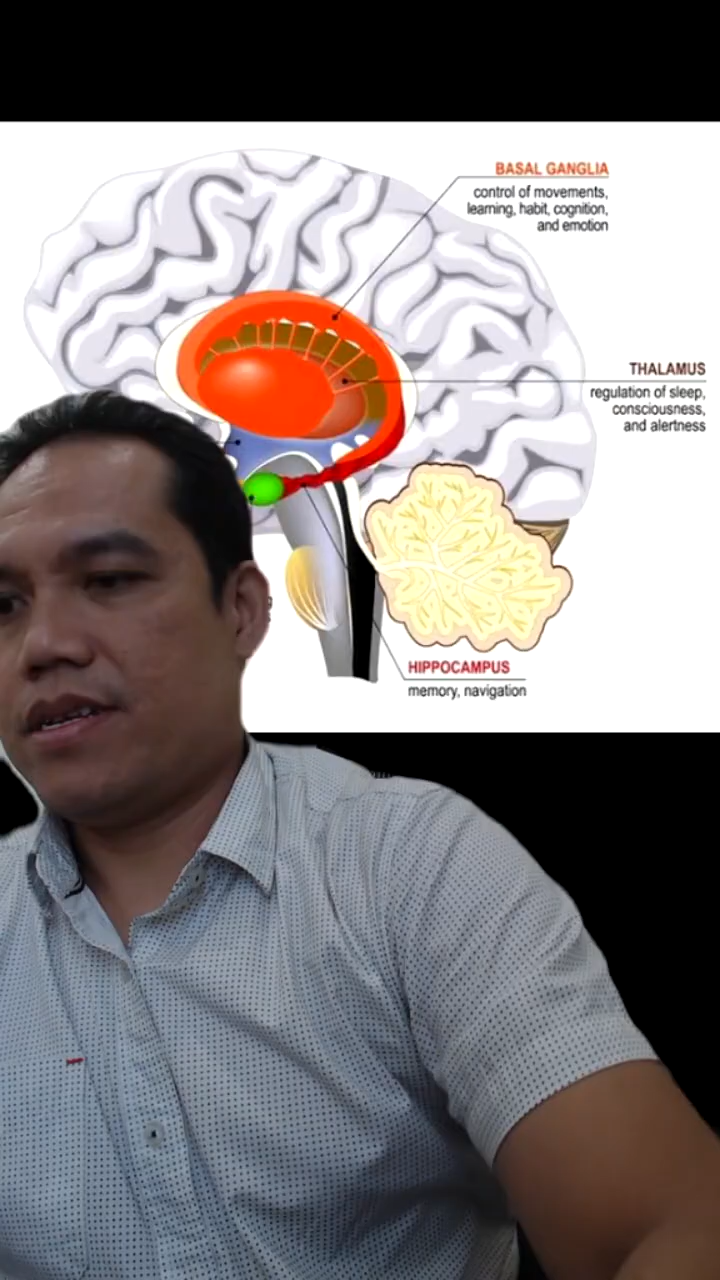 BASAL GANGLIA
control of movements,
learning, habit, cognition,
and emotion
THALAMUS
regulation of sleep,
consciousness,
and alertness
HIPPOCAMPUS
memory, navigation